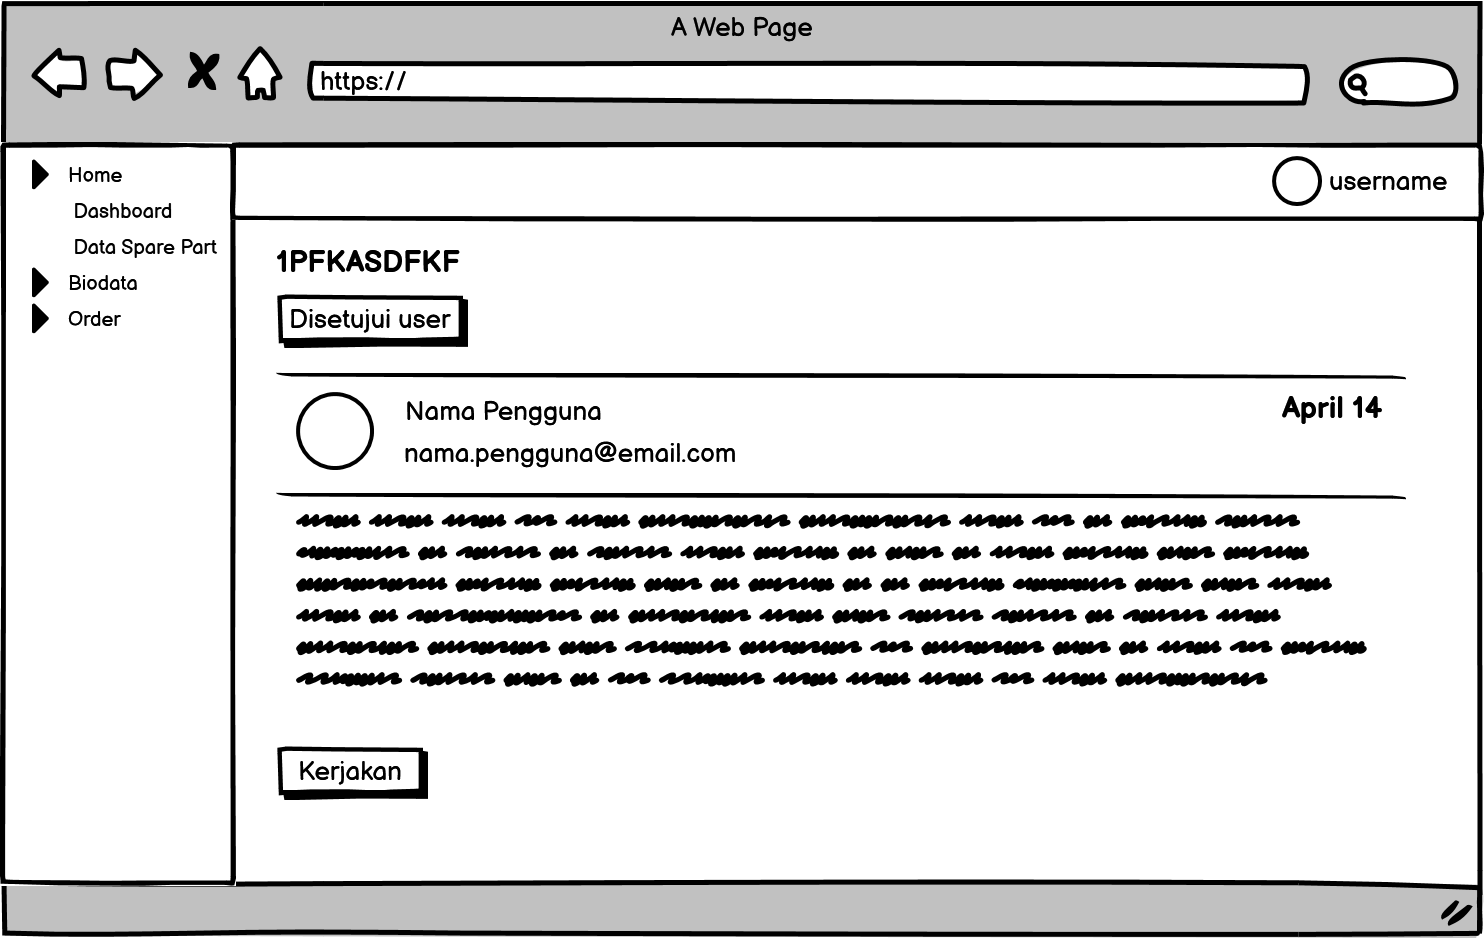 A Web Page
https://
username
Home
Dashboard
Data Spare Part
Biodata
Order
1PFKASDFKF
Disetujui user
Nama Pengguna
April 14
nama.pengguna@email.com
Kerjakan